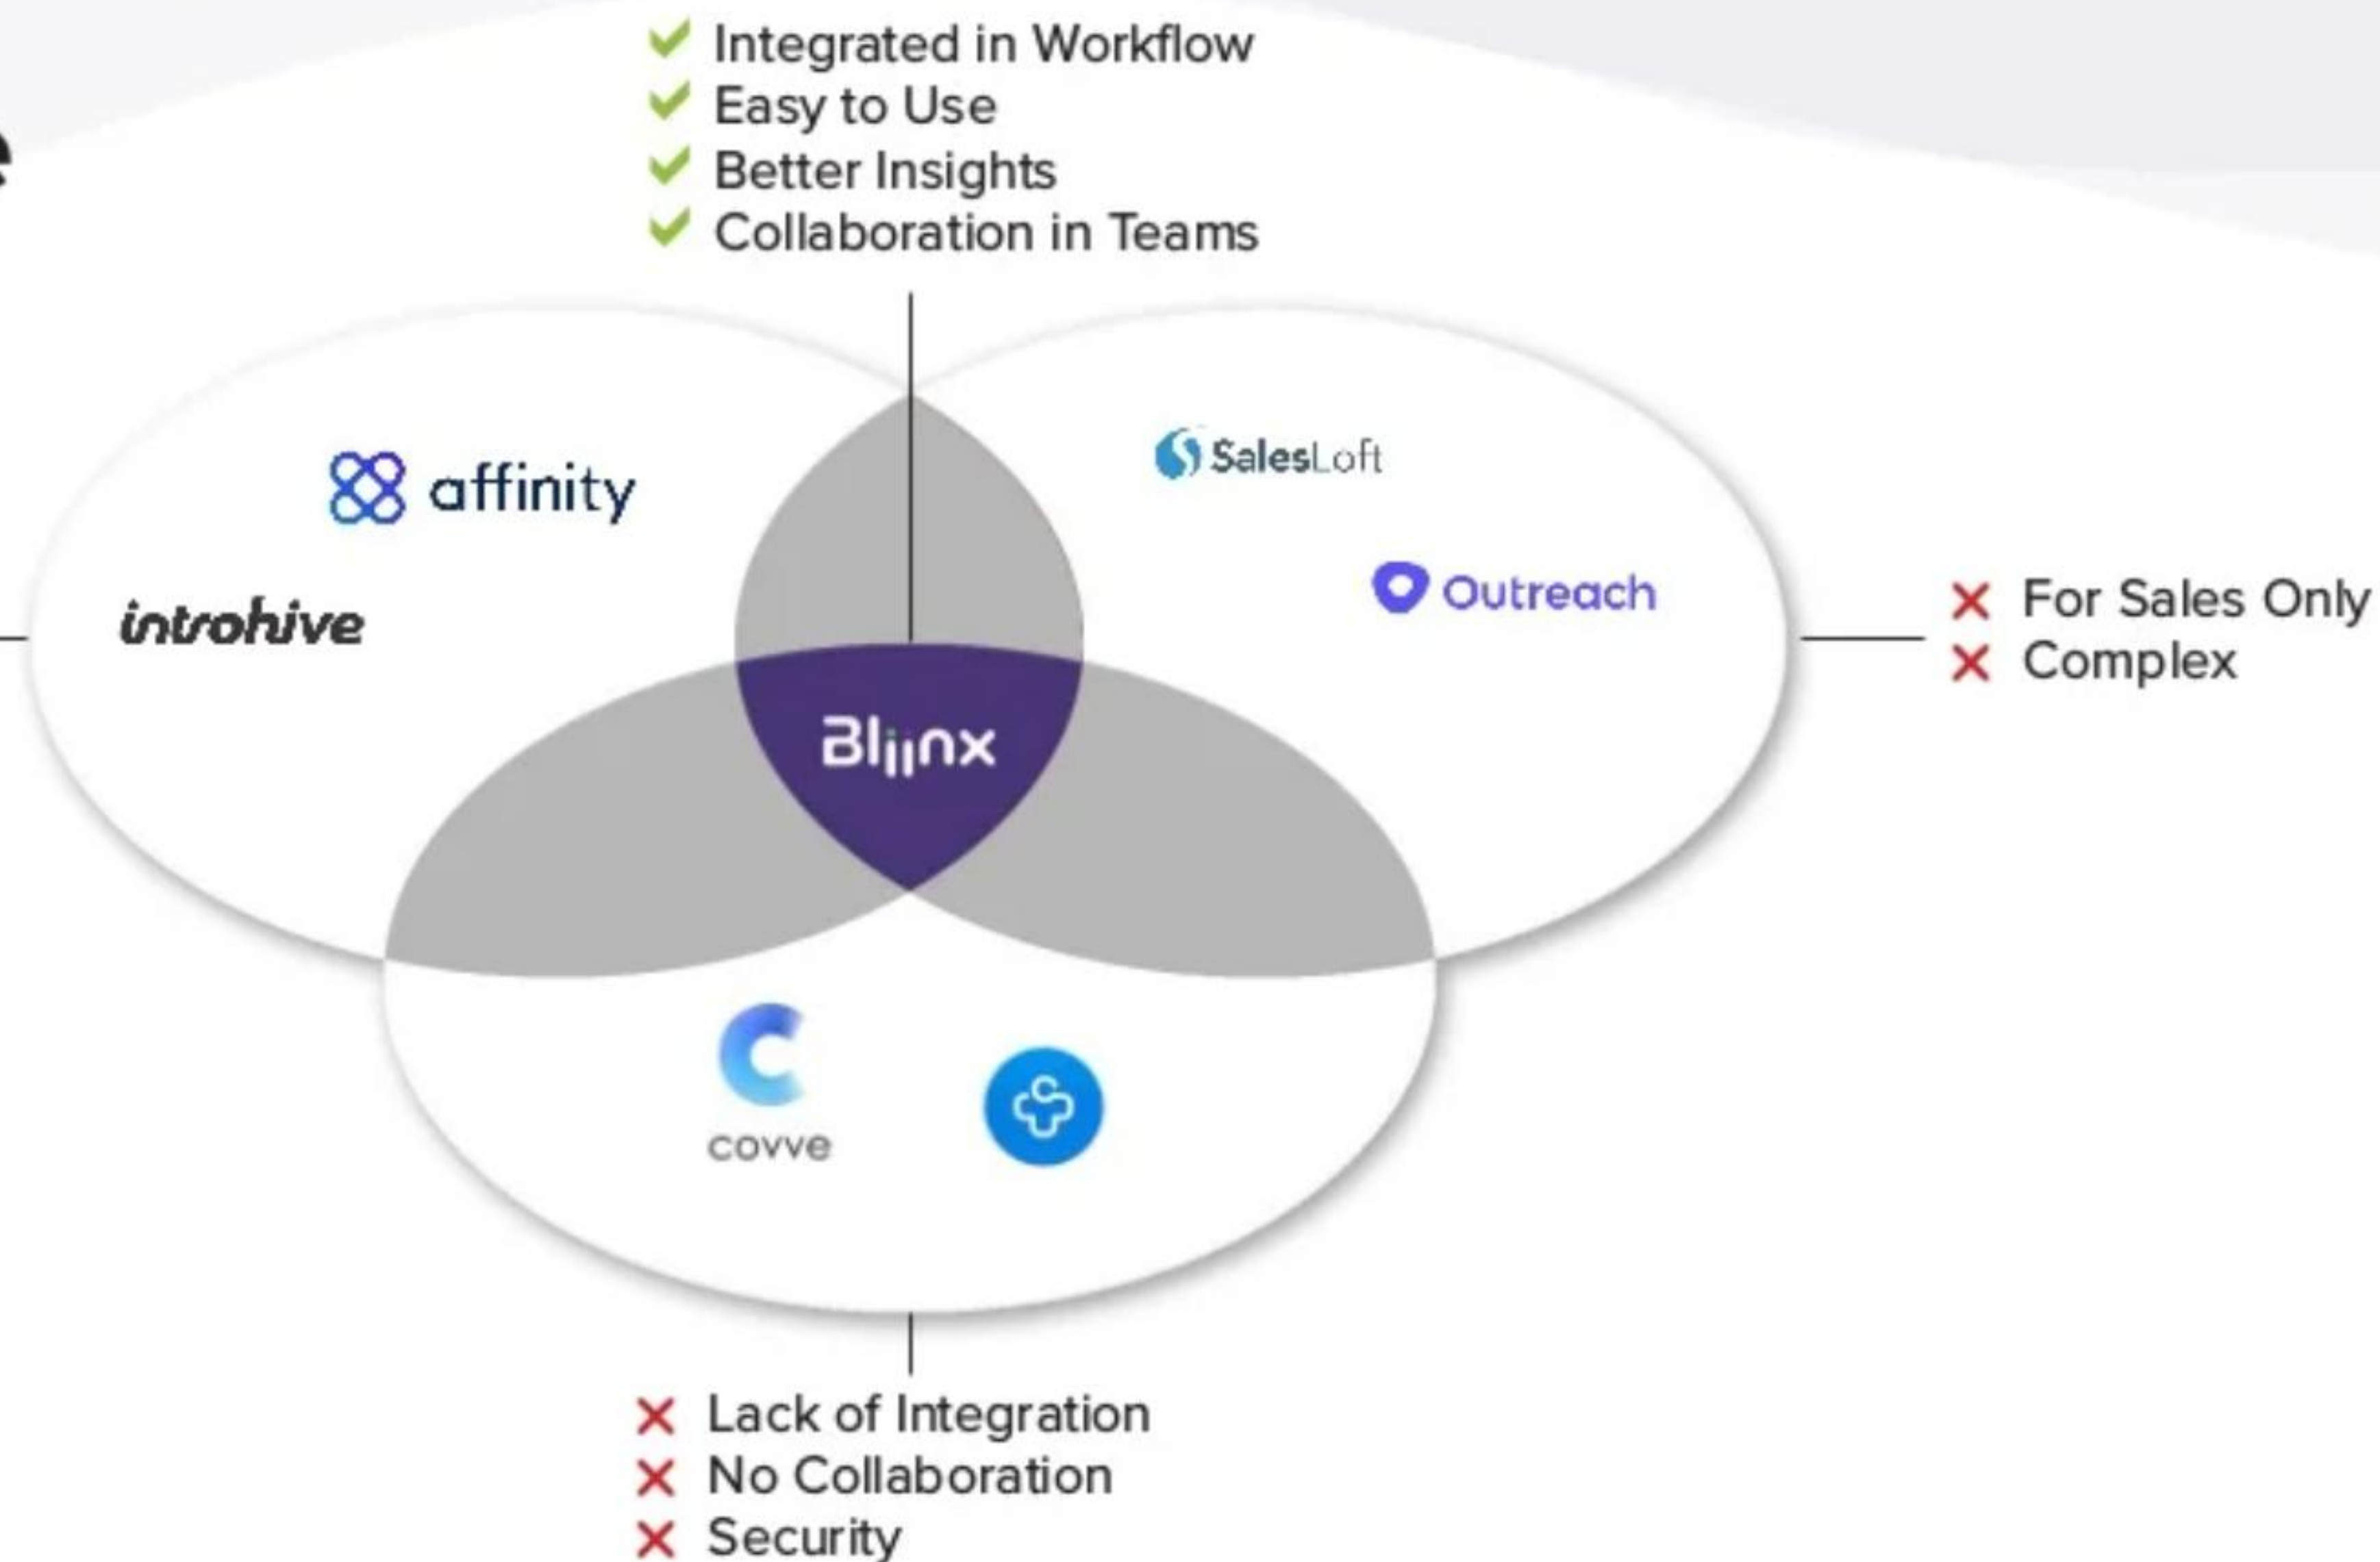 e
Integrated in Workflow
Easy to Use
Better Insights
Collaboration in Teams
affinity
introhive
SalesLoft
Outreach
For Sales Only
Complex
Bliinx
covve
Lack of Integration
No Collaboration
Security